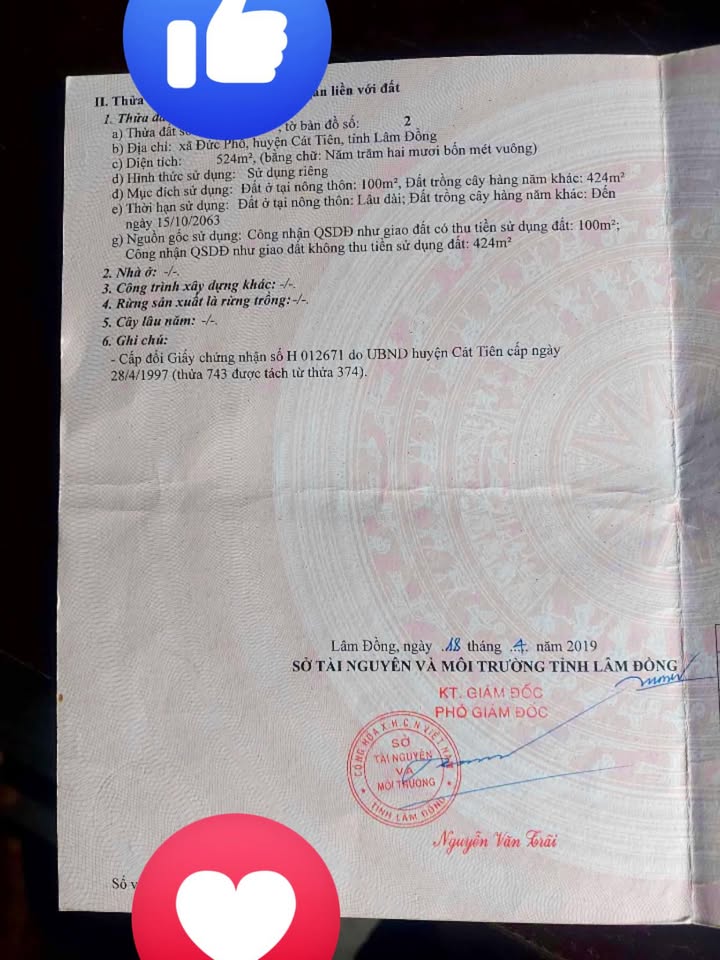 II. Thửa ền với đất
1. Thửa đ
a) Thửa đất s , tờ bản đồ số: 2
b) Địa chỉ: xã Đức Phổ, huyện Cát Tiên, tỉnh Lâm Đồng
c) Diện tích: 524m², (bằng chữ: Năm trăm hai mươi bốn mét vuông)
d) Hình thức sử dụng: Sử dụng riêng
đ) Mục đích sử dụng: Đất ở tại nông thôn: 100m², Đất trồng cây hàng năm khác: 424m²
e) Thời hạn sử dụng: Đất ở tại nông thôn: Lâu dài; Đất trồng cây hàng năm khác: Đến
ngày 15/10/2063
g) Nguồn gốc sử dụng: Công nhận QSDĐ như giao đất có thu tiền sử dụng đất: 100m²;
Công nhận QSDĐ như giao đất không thu tiền sử dụng đất: 424m²
2. Nhà ở: -/-.
3. Công trình xây dựng khác: -/-.
4. Rừng sản xuất là rừng trồng:-/-.
5. Cây lâu năm: -/-.
6. Ghi chú:
- Cấp đổi Giấy chứng nhận số H 012671 do UBND huyện Cát Tiên cấp ngày
28/4/1997 (thửa 743 được tách từ thửa 374).
Lâm Đồng, ngày 18 tháng 4 năm 2019
SỞ TÀI NGUYÊN VÀ MÔI TRƯỜNG TỈNH LÂM ĐỒNG
KT. GIÁM ĐỐC
PHÓ GIÁM ĐỐC
CỘNG HÒA X.H.C.N VIỆT NAM
SỞ
TÀI NGUYÊN
VÀ
MÔI TRƯỜNG
TỈNH LÂM ĐỒNG
Nguyễn Văn Trãi
Số v